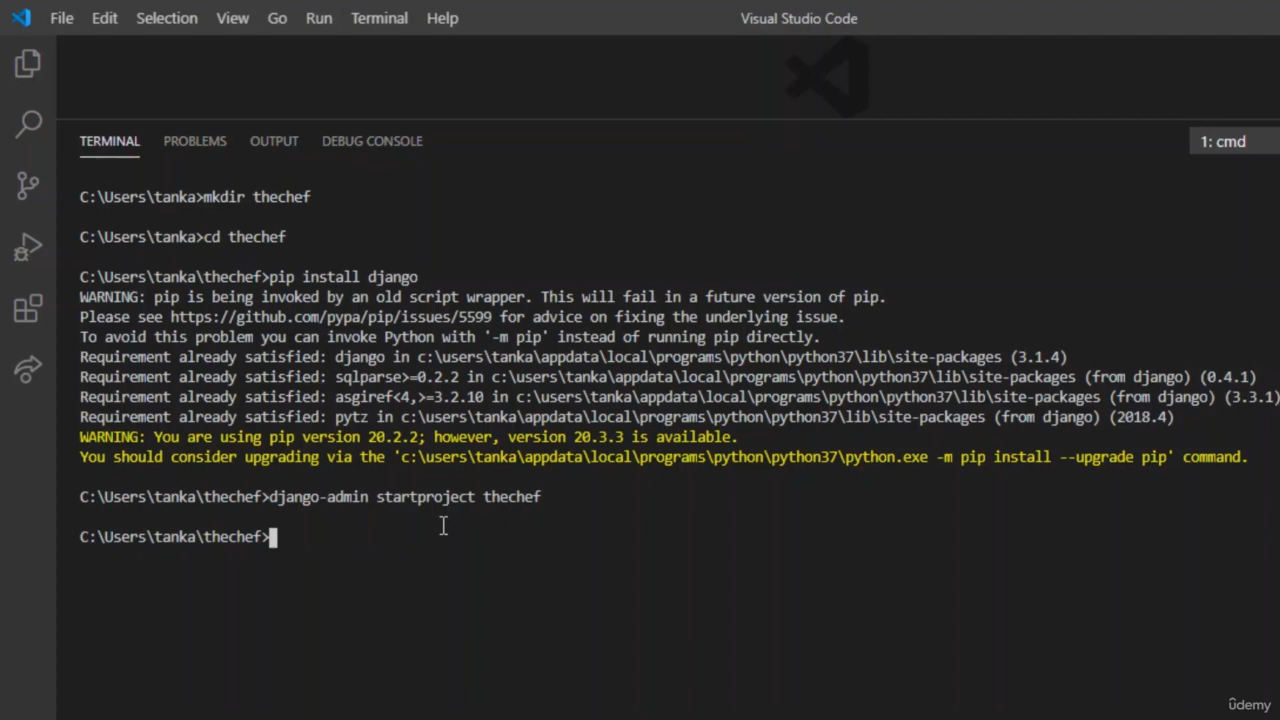 File Edit Selection View Go Run Terminal Help Visual Studio Code
TERMINAL PROBLEMS OUTPUT DEBUG CONSOLE 1: cmd
C:\Users\tanka>mkdir thechef
C:\Users\tanka>cd thechef
C:\Users\tanka\thechef>pip install django
WARNING: pip is being invoked by an old script wrapper. This will fail in a future version of pip.
Please see https://github.com/pypa/pip/issues/5599 for advice on fixing the underlying issue.
To avoid this problem you can invoke Python with '-m pip' instead of running pip directly.
Requirement already satisfied: django in c:\users\tanka\appdata\local\programs\python\python37\lib\site-packages (3.1.4)
Requirement already satisfied: sqlparse>=0.2.2 in c:\users\tanka\appdata\local\programs\python\python37\lib\site-packages (from django) (0.4.1)
Requirement already satisfied: asgiref<4,>=3.2.10 in c:\users\tanka\appdata\local\programs\python\python37\lib\site-packages (from django) (3.3.1)
Requirement already satisfied: pytz in c:\users\tanka\appdata\local\programs\python\python37\lib\site-packages (from django) (2018.4)
WARNING: You are using pip version 20.2.2; however, version 20.3.3 is available.
You should consider upgrading via the 'c:\users\tanka\appdata\local\programs\python\python37\python.exe -m pip install --upgrade pip' command.
C:\Users\tanka\thechef>django-admin startproject thechef
C:\Users\tanka\thechef>
ûdemy